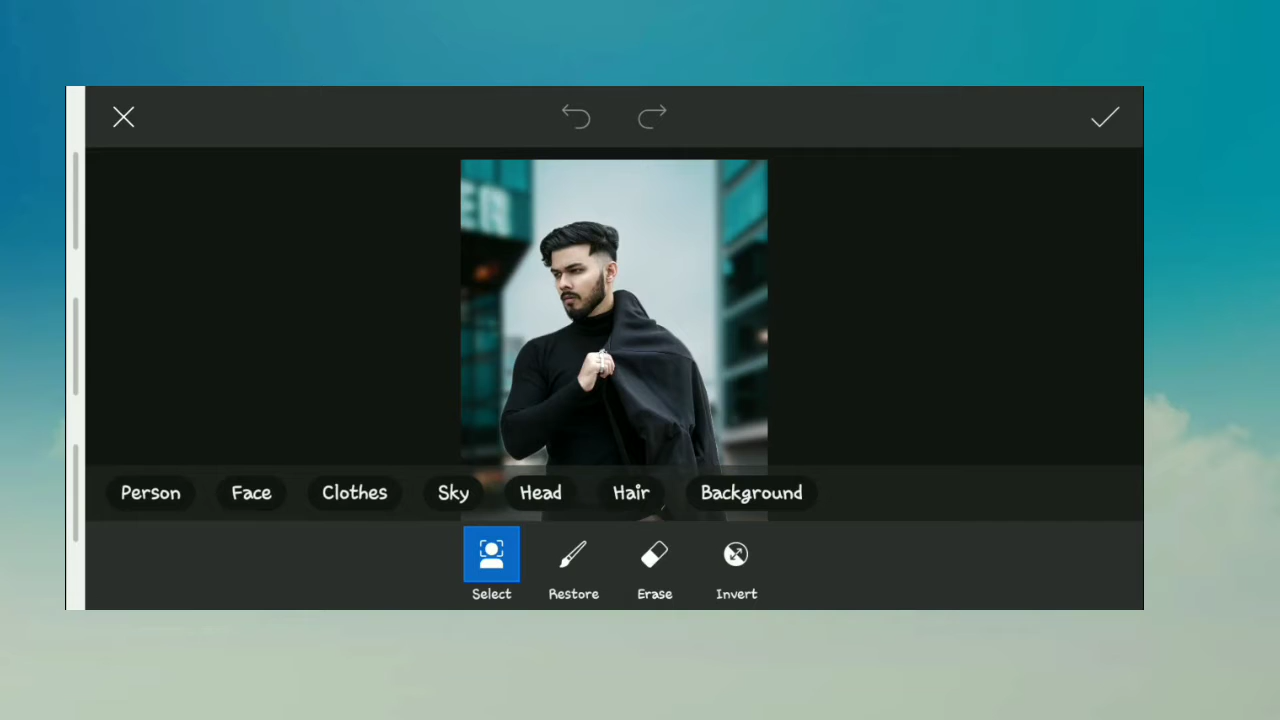 ER
Person Face Clothes Sky Head Hair Background
Select Restore Erase Invert